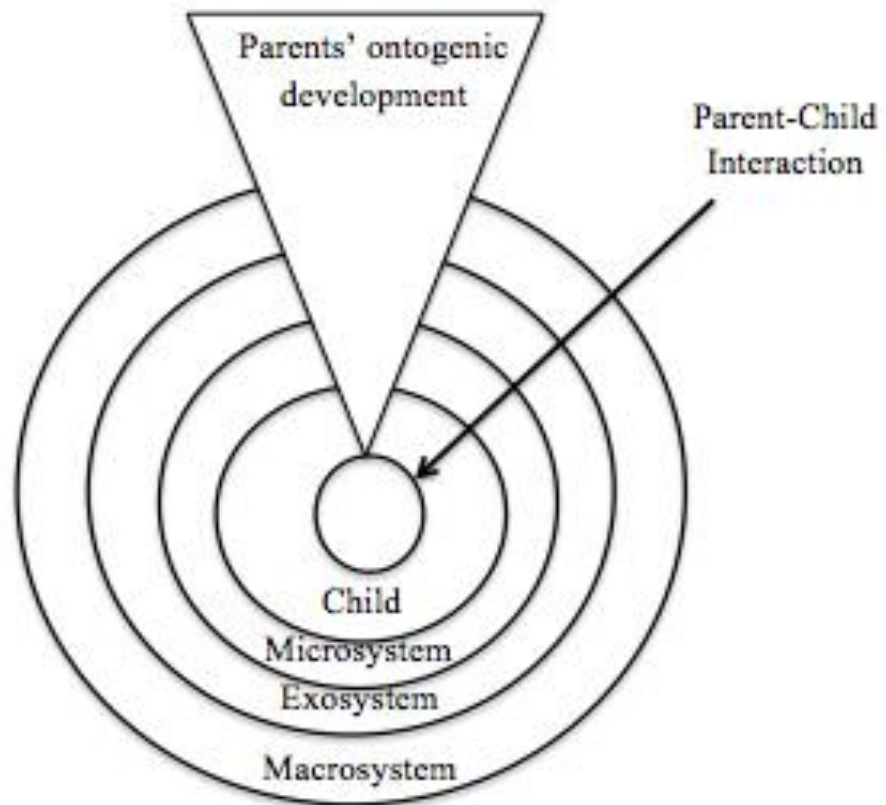 Parents' ontogenic
development
Parent-Child
Interaction
Child
Microsystem
Exosystem
Macrosystem